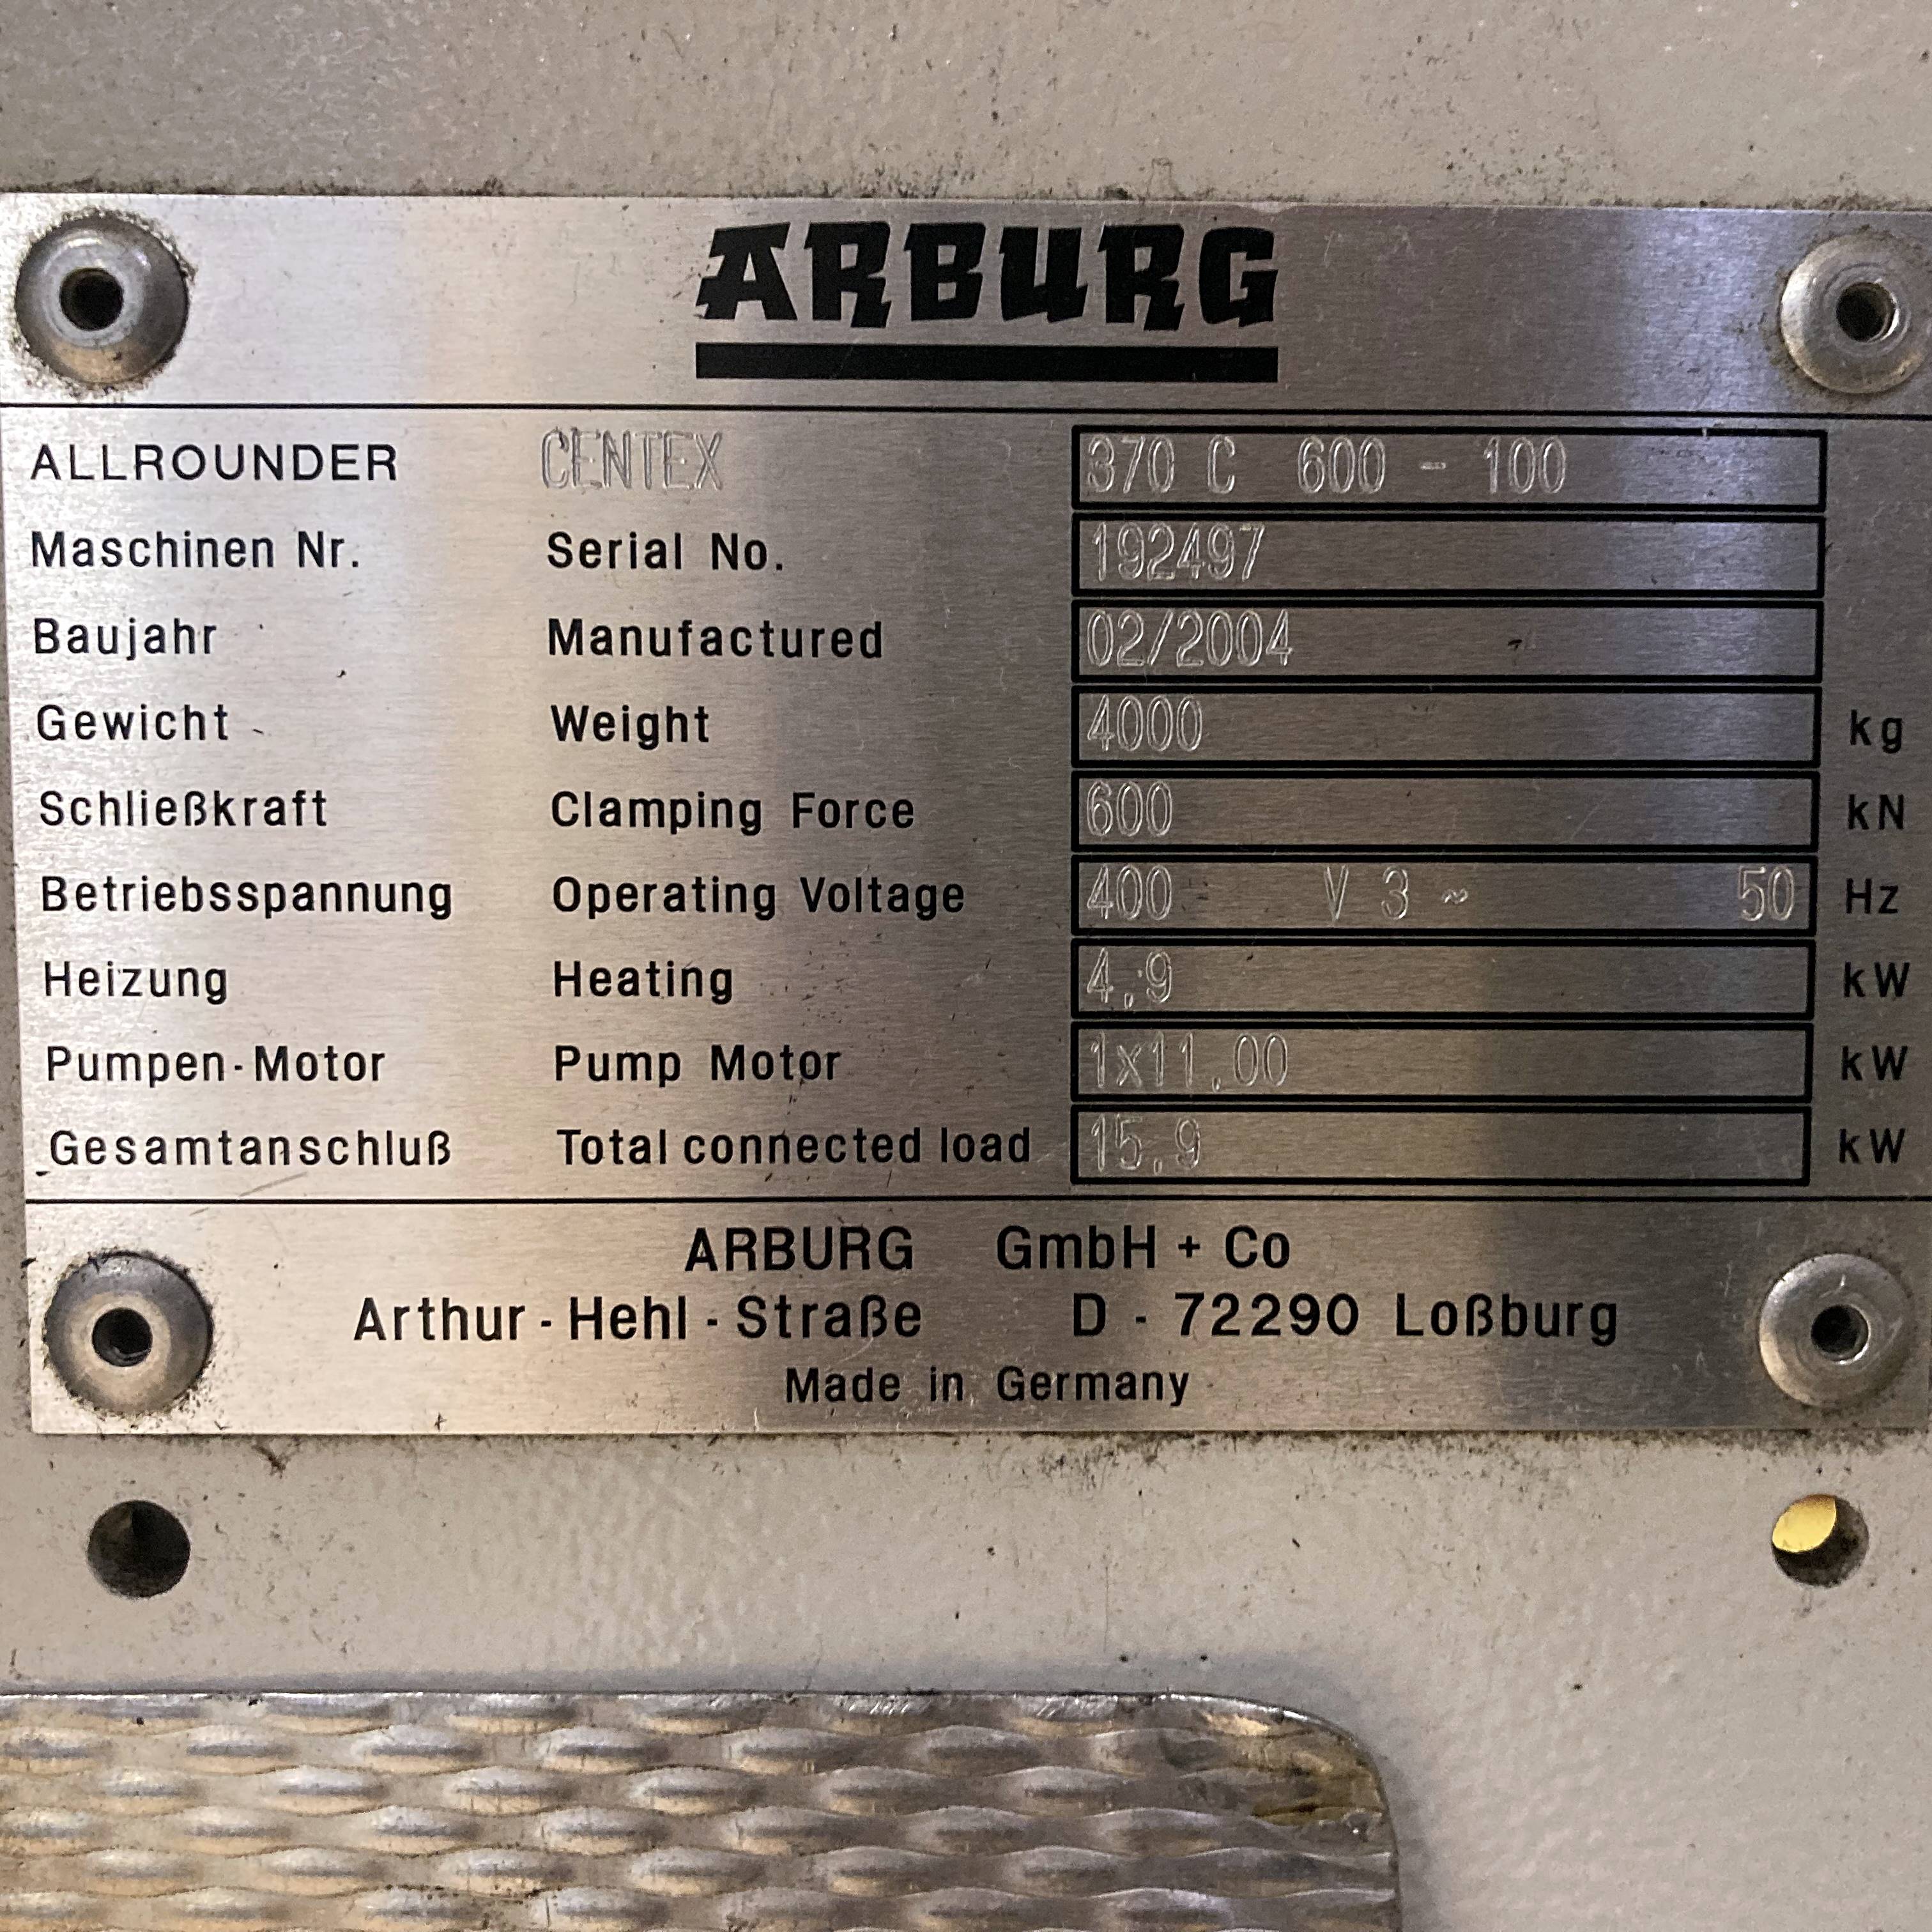 ARBURG
ALLROUNDER CENTEX 370 C 600 - 100
Maschinen Nr. Serial No. 192497
Baujahr Manufactured 02/2004
Gewicht Weight 4000 kg
Schließkraft Clamping Force 600 kN
Betriebsspannung Operating Voltage 400 V 3 ~ 50 Hz
Heizung Heating 4,9 kW
Pumpen-Motor Pump Motor 1x11,00 kW
Gesamtanschluß Total connected load 15,9 kW
ARBURG GmbH + Co
Arthur - Hehl - Straße D - 72290 Loßburg
Made in Germany